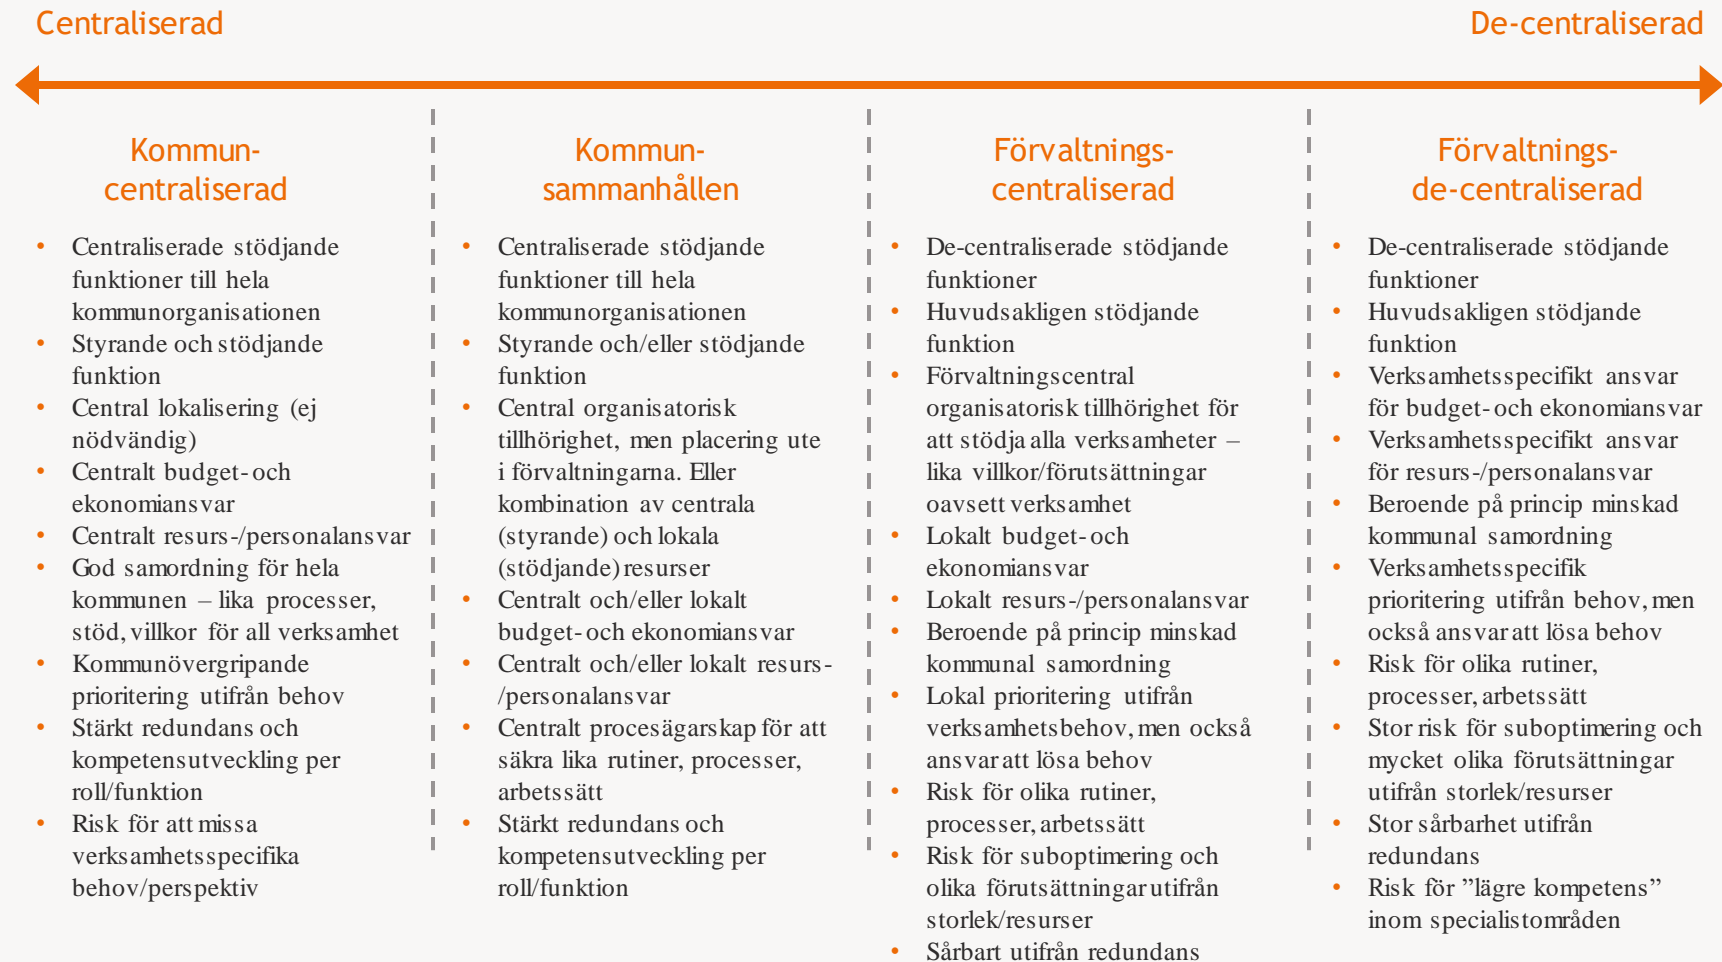 Centraliserad
De-centraliserad
Kommun-
centraliserad
• Centraliserade stödjande
funktioner till hela
kommunorganisationen
• Styrande och stödjande
funktion
• Central lokalisering (ej
nödvändig)
• Centralt budget- och
ekonomiansvar
• Centralt resurs-/personalansvar
• God samordning för hela
kommunen – lika processer,
stöd, villkor för all verksamhet
• Kommunövergripande
prioritering utifrån behov
• Stärkt redundans och
kompetensutveckling per
roll/funktion
• Risk för att missa
verksamhetsspecifika
behov/perspektiv
Kommun-
sammanhållen
• Centraliserade stödjande
funktioner till hela
kommunorganisationen
• Styrande och/eller stödjande
funktion
• Central organisatorisk
tillhörighet, men placering ute
i förvaltningarna. Eller
kombination av centrala
(styrande) och lokala
(stödjande) resurser
• Centralt och/eller lokalt
budget- och ekonomiansvar
• Centralt och/eller lokalt resurs-
/personalansvar
• Centralt procesägarskap för att
säkra lika rutiner, processer,
arbetssätt
• Stärkt redundans och
kompetensutveckling per
roll/funktion
Förvaltnings-
centraliserad
• De-centraliserade stödjande
funktioner
• Huvudsakligen stödjande
funktion
• Förvaltningscentral
organisatorisk tillhörighet för
att stödja alla verksamheter –
lika villkor/förutsättningar
oavsett verksamhet
• Lokalt budget- och
ekonomiansvar
• Lokalt resurs-/personalansvar
• Beroende på princip minskad
kommunal samordning
• Lokal prioritering utifrån
verksamhetsbehov, men också
ansvar att lösa behov
• Risk för olika rutiner,
processer, arbetssätt
• Risk för suboptimering och
olika förutsättningar utifrån
storlek/resurser
• Sårbart utifrån redundans
Förvaltnings-
de-centraliserad
• De-centraliserade stödjande
funktioner
• Huvudsakligen stödjande
funktion
• Verksamhetsspecifikt ansvar
för budget- och ekonomiansvar
• Verksamhetsspecifikt ansvar
för resurs-/personalansvar
• Beroende på princip minskad
kommunal samordning
• Verksamhetsspecifik
prioritering utifrån behov, men
också ansvar att lösa behov
• Risk för olika rutiner,
processer, arbetssätt
• Stor risk för suboptimering och
mycket olika förutsättningar
utifrån storlek/resurser
• Stor sårbarhet utifrån
redundans
• Risk för ”lägre kompetens”
inom specialistområden